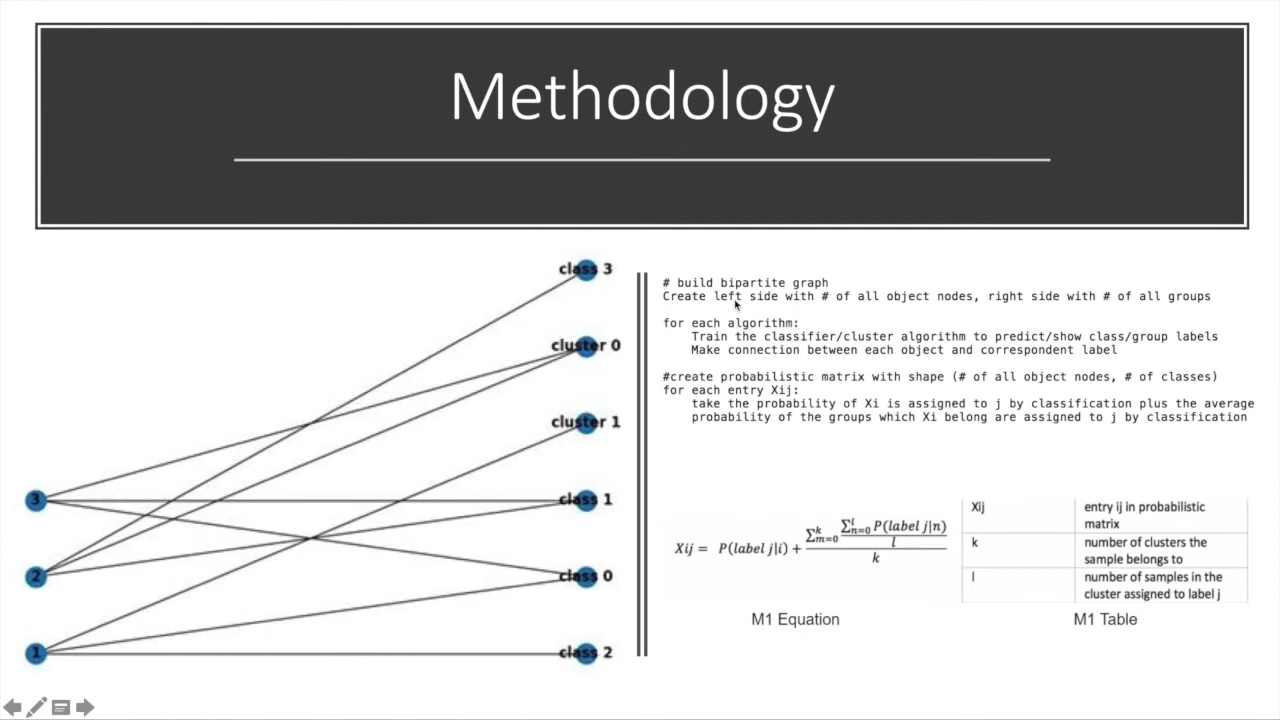 Methodology
class 3
cluster 0
cluster 1
3
class 1
2
class 0
1
class 2
# build bipartite graph
Create left side with # of all object nodes, right side with # of all groups
for each algorithm:
Train the classifier/cluster algorithm to predict/show class/group labels
Make connection between each object and correspondent label
#create probabilistic matrix with shape (# of all object nodes, # of classes)
for each entry Xij:
take the probability of Xi is assigned to j by classification plus the average
probability of the groups which Xi belong are assigned to j by classification
Xij = P(label j|i) + \frac{\sum_{m=0}^{k} \frac{\sum_{n=0}^{l} P(label j|n)}{l}}{k}
M1 Equation
Xij entry ij in probabilistic
matrix
k number of clusters the
sample belongs to
l number of samples in the
cluster assigned to label j
M1 Table